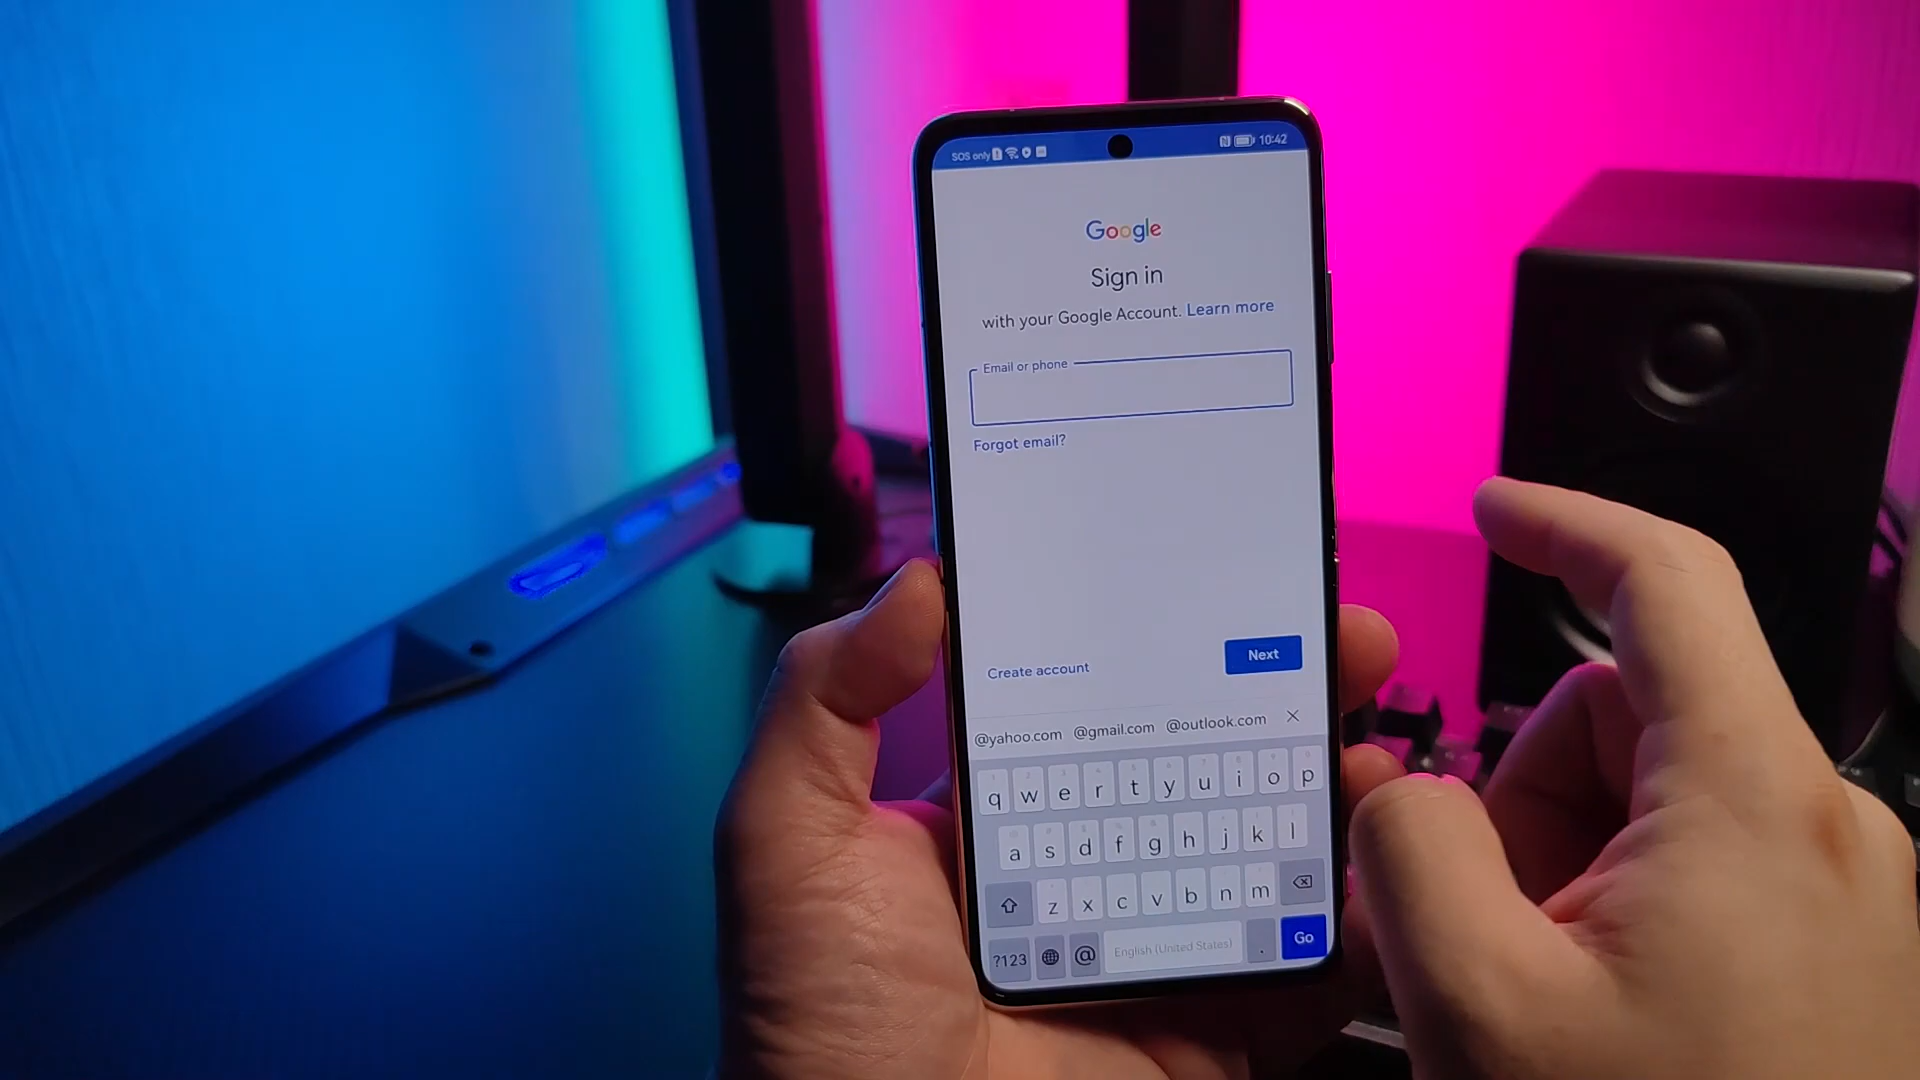 SOS only 10:42
Google
Sign in
with your Google Account. Learn more
Email or phone
Forgot email?
Create account Next
@yahoo.com @gmail.com @outlook.com
q w e r t y u i o p
a s d f g h j k l
z x c v b n m
?123 @ English (United States) . Go